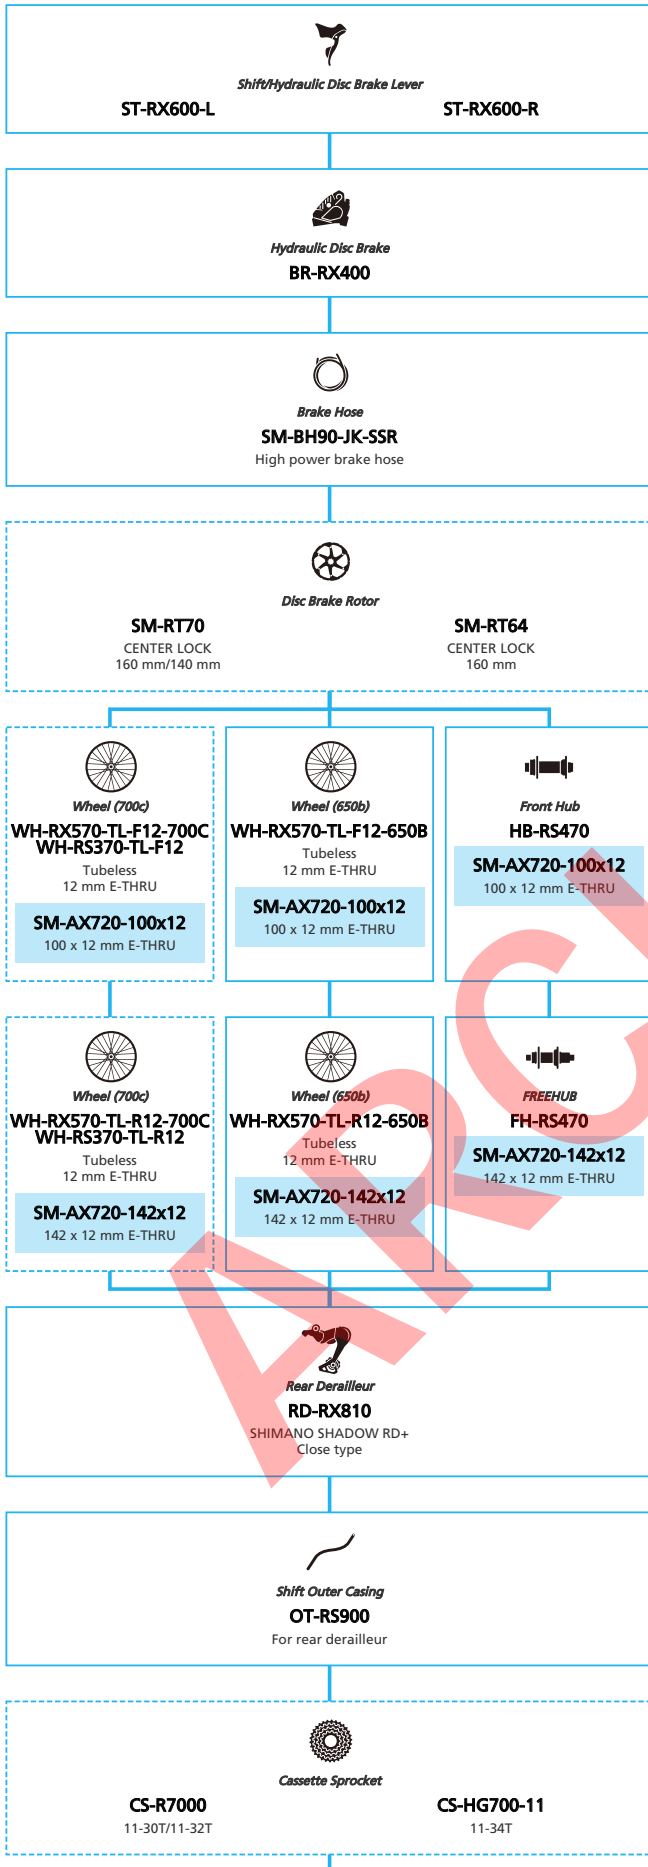 Shift/Hydraulic Disc Brake Lever
ST-RX600-L
ST-RX600-R
Hydraulic Disc Brake
BR-RX400
Brake Hose
SM-BH90-JK-SSR
High power brake hose
Disc Brake Rotor
SM-RT70
CENTER LOCK
160 mm/140 mm
SM-RT64
CENTER LOCK
160 mm
Wheel (700c)
WH-RX570-TL-F12-700C
WH-RS370-TL-F12
Tubeless
12 mm E-THRU
SM-AX720-100x12
100 x 12 mm E-THRU
Wheel (650b)
WH-RX570-TL-F12-650B
Tubeless
12 mm E-THRU
SM-AX720-100x12
100 x 12 mm E-THRU
Front Hub
HB-RS470
SM-AX720-100x12
100 x 12 mm E-THRU
Wheel (700c)
WH-RX570-TL-R12-700C
WH-RS370-TL-R12
Tubeless
12 mm E-THRU
SM-AX720-142x12
142 x 12 mm E-THRU
Wheel (650b)
WH-RX570-TL-R12-650B
Tubeless
12 mm E-THRU
SM-AX720-142x12
142 x 12 mm E-THRU
FREEHUB
FH-RS470
SM-AX720-142x12
142 x 12 mm E-THRU
Rear Derailleur
RD-RX810
SHIMANO SHADOW RD+
Close type
Shift Outer Casing
OT-RS900
For rear derailleur
Cassette Sprocket
CS-R7000
11-30T/11-32T
CS-HG700-11
11-34T
ARC